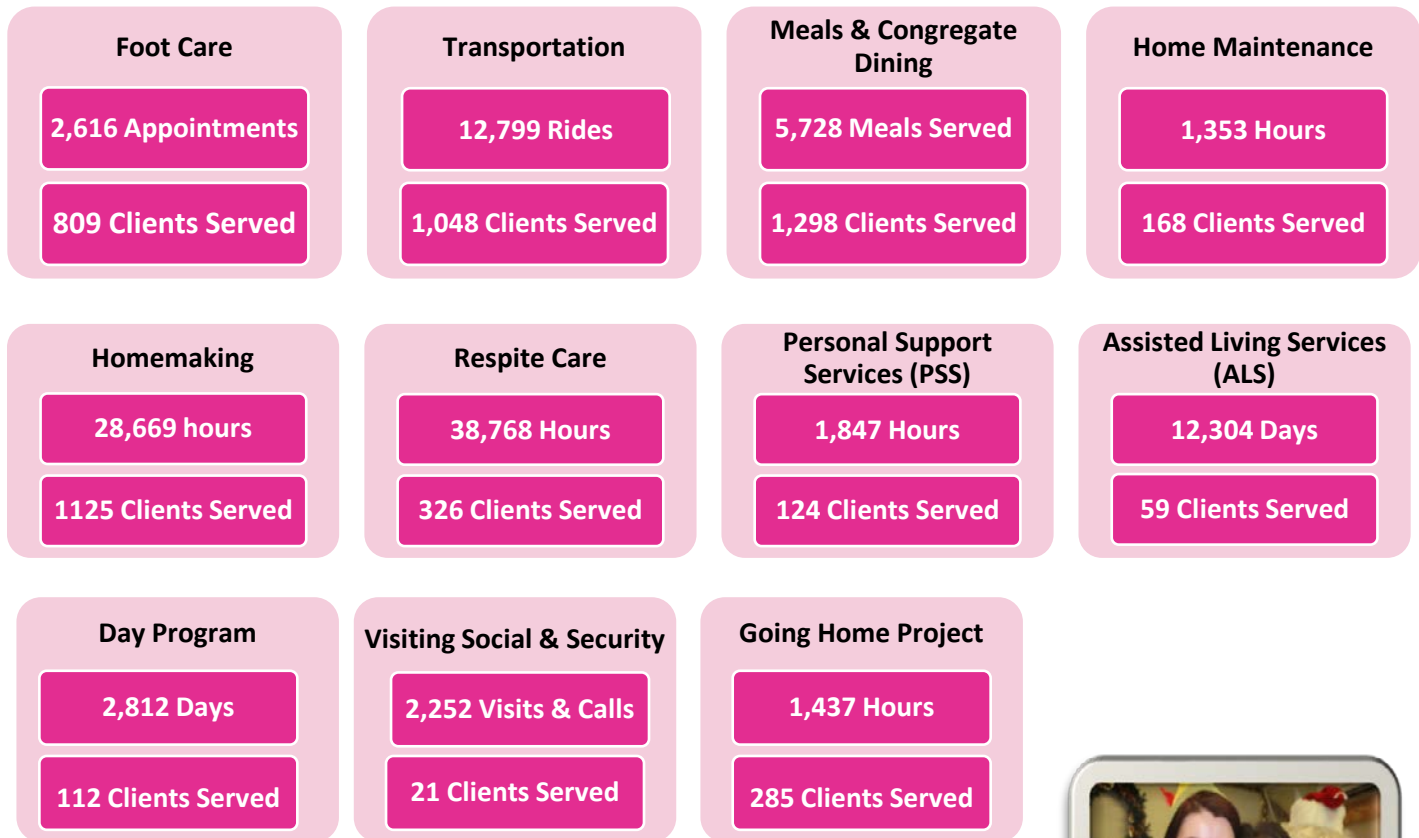 Foot Care
2,616 Appointments
809 Clients Served
Transportation
12,799 Rides
1,048 Clients Served
Meals & Congregate
Dining
5,728 Meals Served
1,298 Clients Served
Home Maintenance
1,353 Hours
168 Clients Served
Homemaking
28,669 hours
1125 Clients Served
Respite Care
38,768 Hours
326 Clients Served
Personal Support
Services (PSS)
1,847 Hours
124 Clients Served
Assisted Living Services
(ALS)
12,304 Days
59 Clients Served
Day Program
2,812 Days
112 Clients Served
Visiting Social & Security
2,252 Visits & Calls
21 Clients Served
Going Home Project
1,437 Hours
285 Clients Served